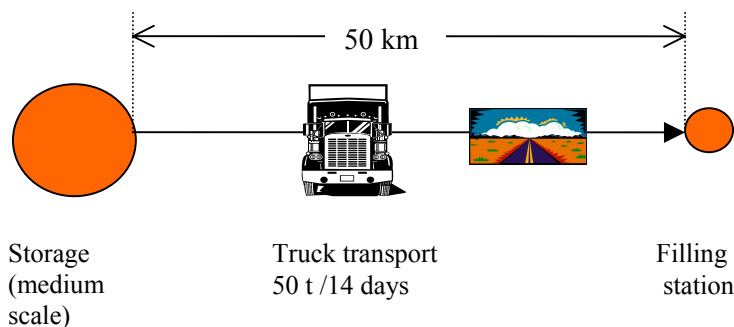 50 km
Storage
(medium
scale)
Truck transport
50 t /14 days
Filling
station